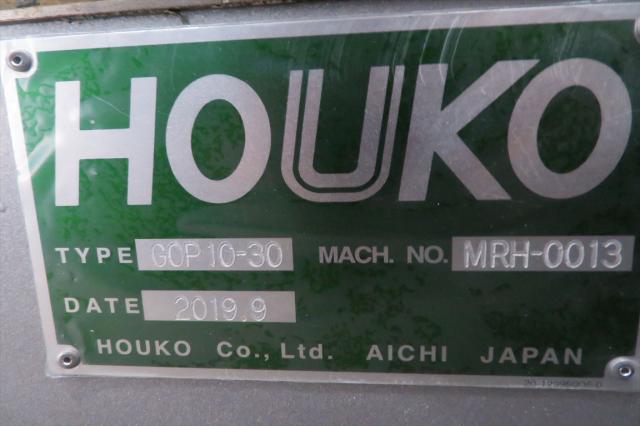 HOUKO
TYPE GOP10-30 MACH. NO. MRH-0013
DATE 2019.9
HOUKO Co., Ltd. AICHI JAPAN